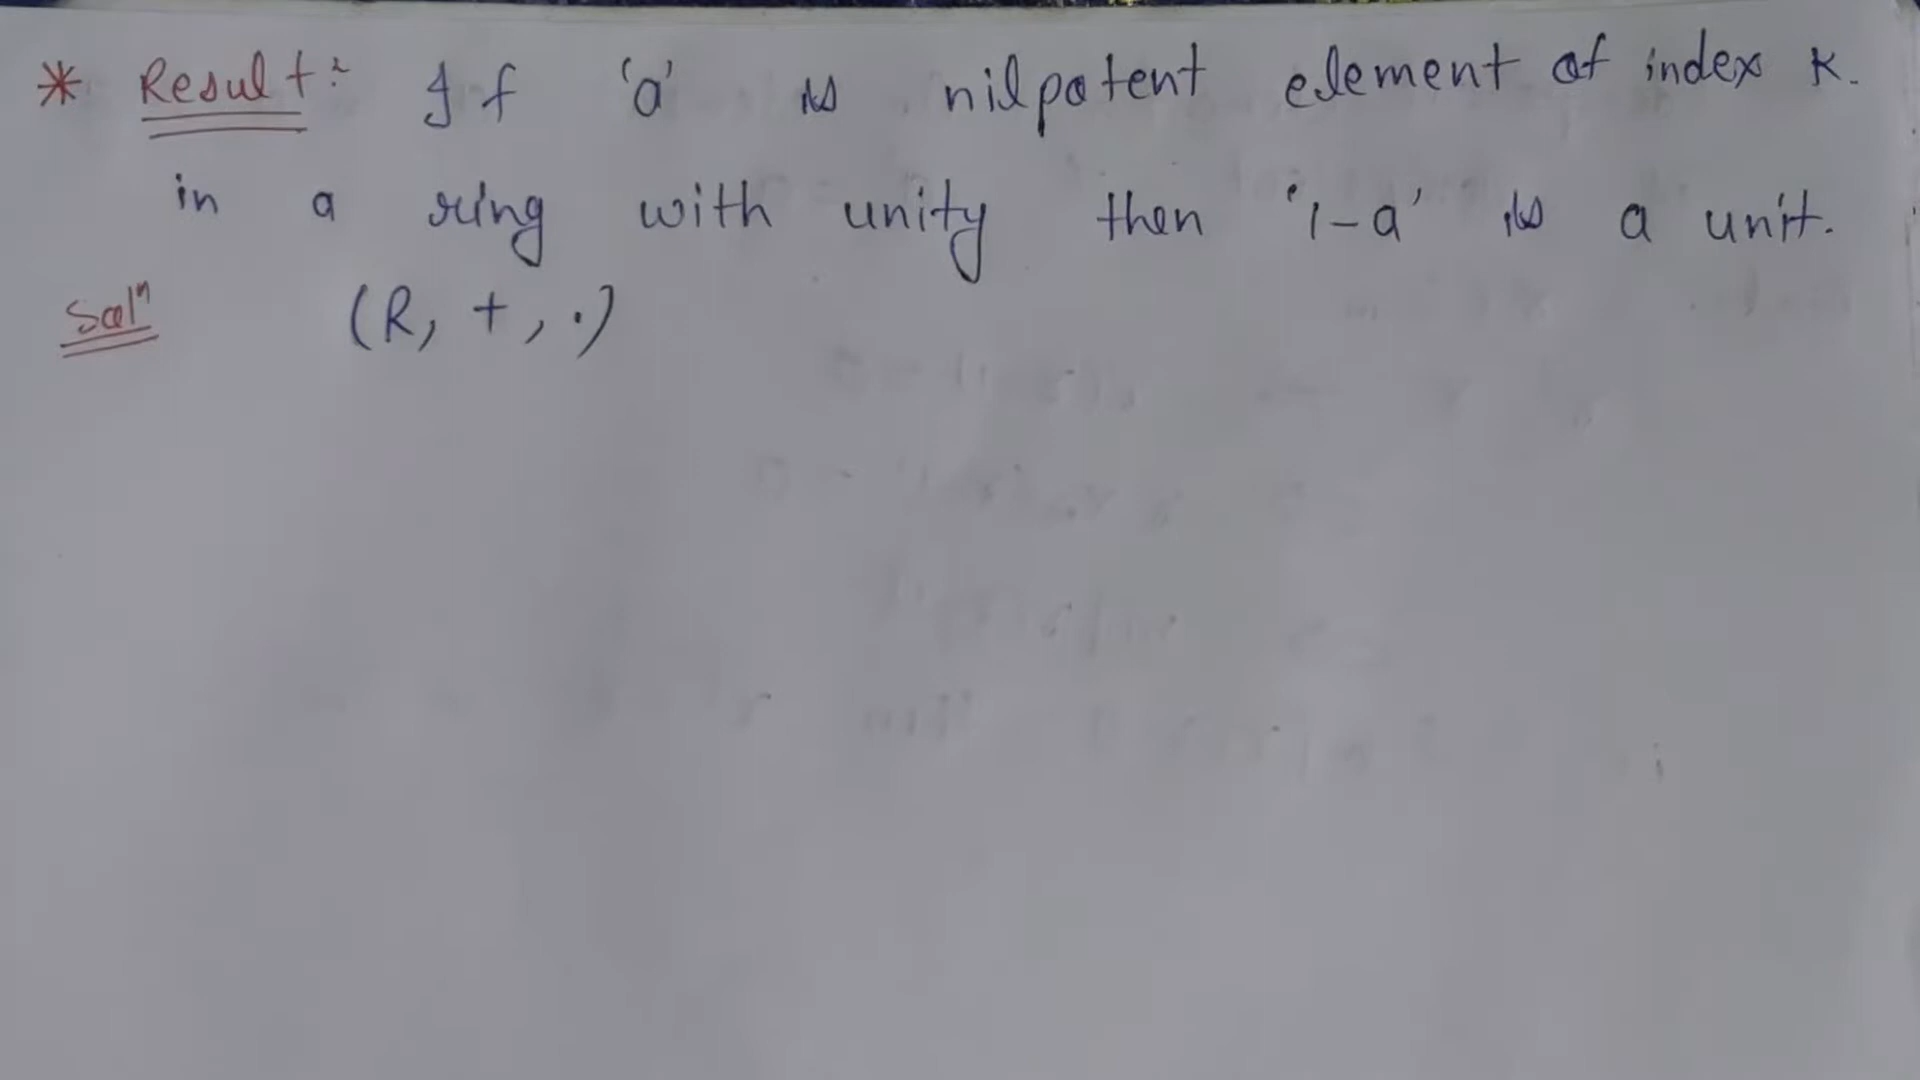 * Result: If 'a' is nilpotent element of index K.
in a ring with unity then '1-a' is a unit.
Solⁿ (R, +, .)